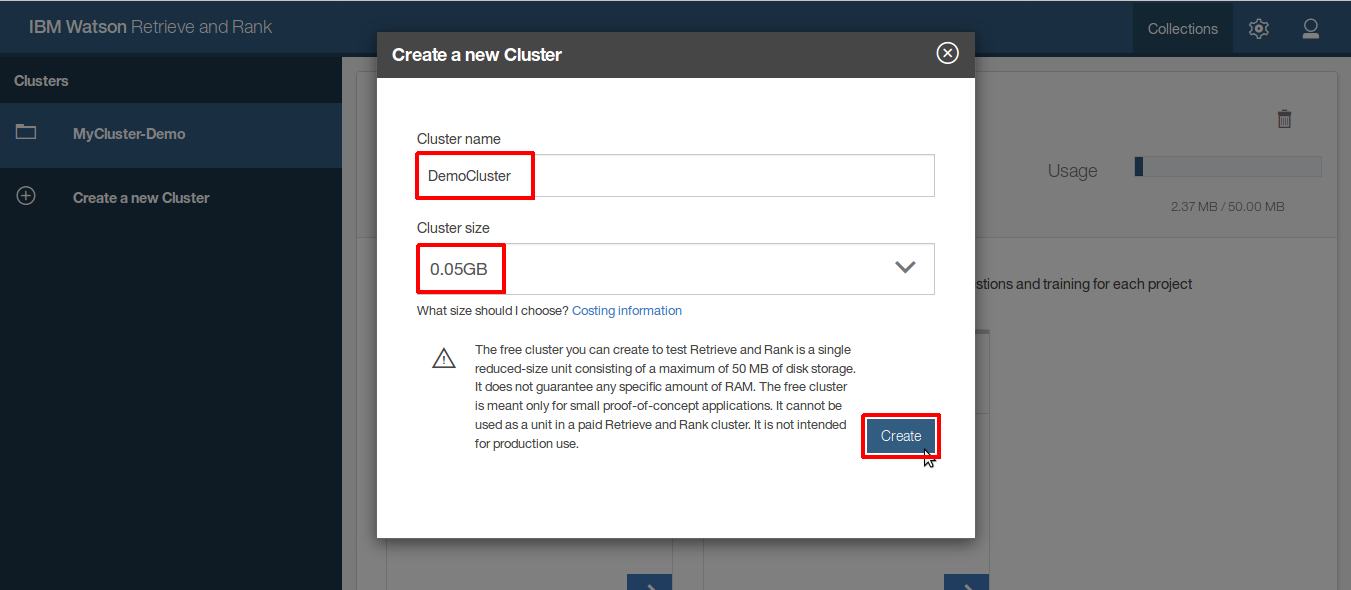 IBM Watson Retrieve and Rank
Collections
Clusters
MyCluster-Demo
Create a new Cluster
Create a new Cluster
Cluster name
DemoCluster
Cluster size
0.05GB
What size should I choose? Costing information
The free cluster you can create to test Retrieve and Rank is a single
reduced-size unit consisting of a maximum of 50 MB of disk storage.
It does not guarantee any specific amount of RAM. The free cluster
is meant only for small proof-of-concept applications. It cannot be
used as a unit in a paid Retrieve and Rank cluster. It is not intended
for production use.
Create
Usage
2.37 MB / 50.00 MB
stions and training for each project